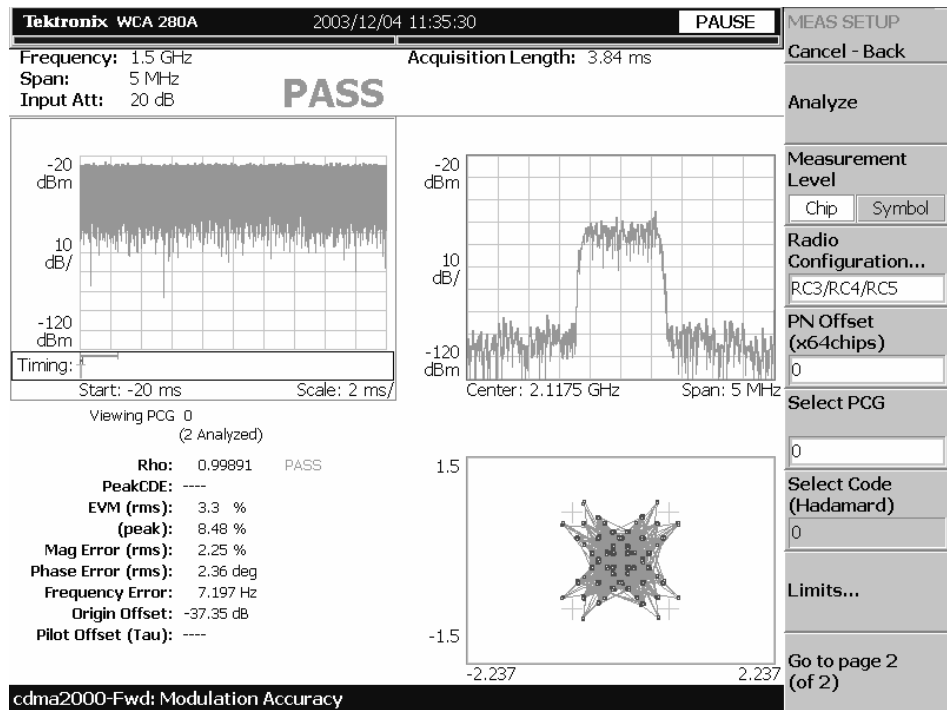 Tektronix WCA 280A 2003/12/04 11:35:30 PAUSE
Frequency: 1.5 GHz Acquisition Length: 3.84 ms
Span: 5 MHz
Input Att: 20 dB
PASS
-20
dBm
10
dB/
-120
dBm
Timing:
Start: -20 ms Scale: 2 ms/
-20
dBm
10
dB/
-120
dBm
Center: 2.1175 GHz Span: 5 MHz
Viewing PCG 0
(2 Analyzed)
Rho: 0.99891 PASS
PeakCDE: ----
EVM (rms): 3.3 %
(peak): 8.48 %
Mag Error (rms): 2.25 %
Phase Error (rms): 2.36 deg
Frequency Error: 7.197 Hz
Origin Offset: -37.35 dB
Pilot Offset (Tau): ----
1.5
-1.5
-2.237 2.237
cdma2000-Fwd: Modulation Accuracy
MEAS SETUP
Cancel - Back
Analyze
Measurement
Level
Chip Symbol
Radio
Configuration...
RC3/RC4/RC5
PN Offset
(x64chips)
0
Select PCG
0
Select Code
(Hadamard)
0
Limits...
Go to page 2
(of 2)